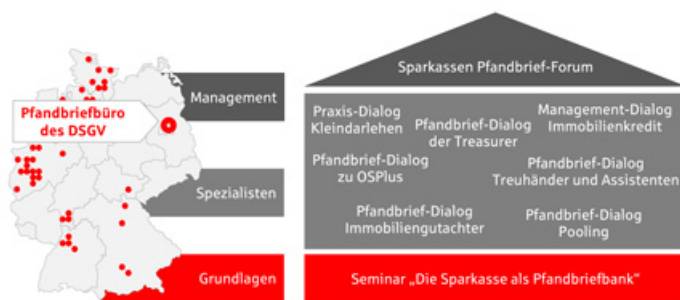 Pfandbriefbüro
des DSGV
Management
Spezialisten
Grundlagen
Sparkassen Pfandbrief-Forum
Praxis-Dialog
Kleindarlehen
Pfandbrief-Dialog
der Treasurer
Management-Dialog
Immobilienkredit
Pfandbrief-Dialog
zu OSPlus
Pfandbrief-Dialog
Treuhänder und Assistenten
Pfandbrief-Dialog
Immobiliengutachter
Pfandbrief-Dialog
Pooling
Seminar „Die Sparkasse als Pfandbriefbank“